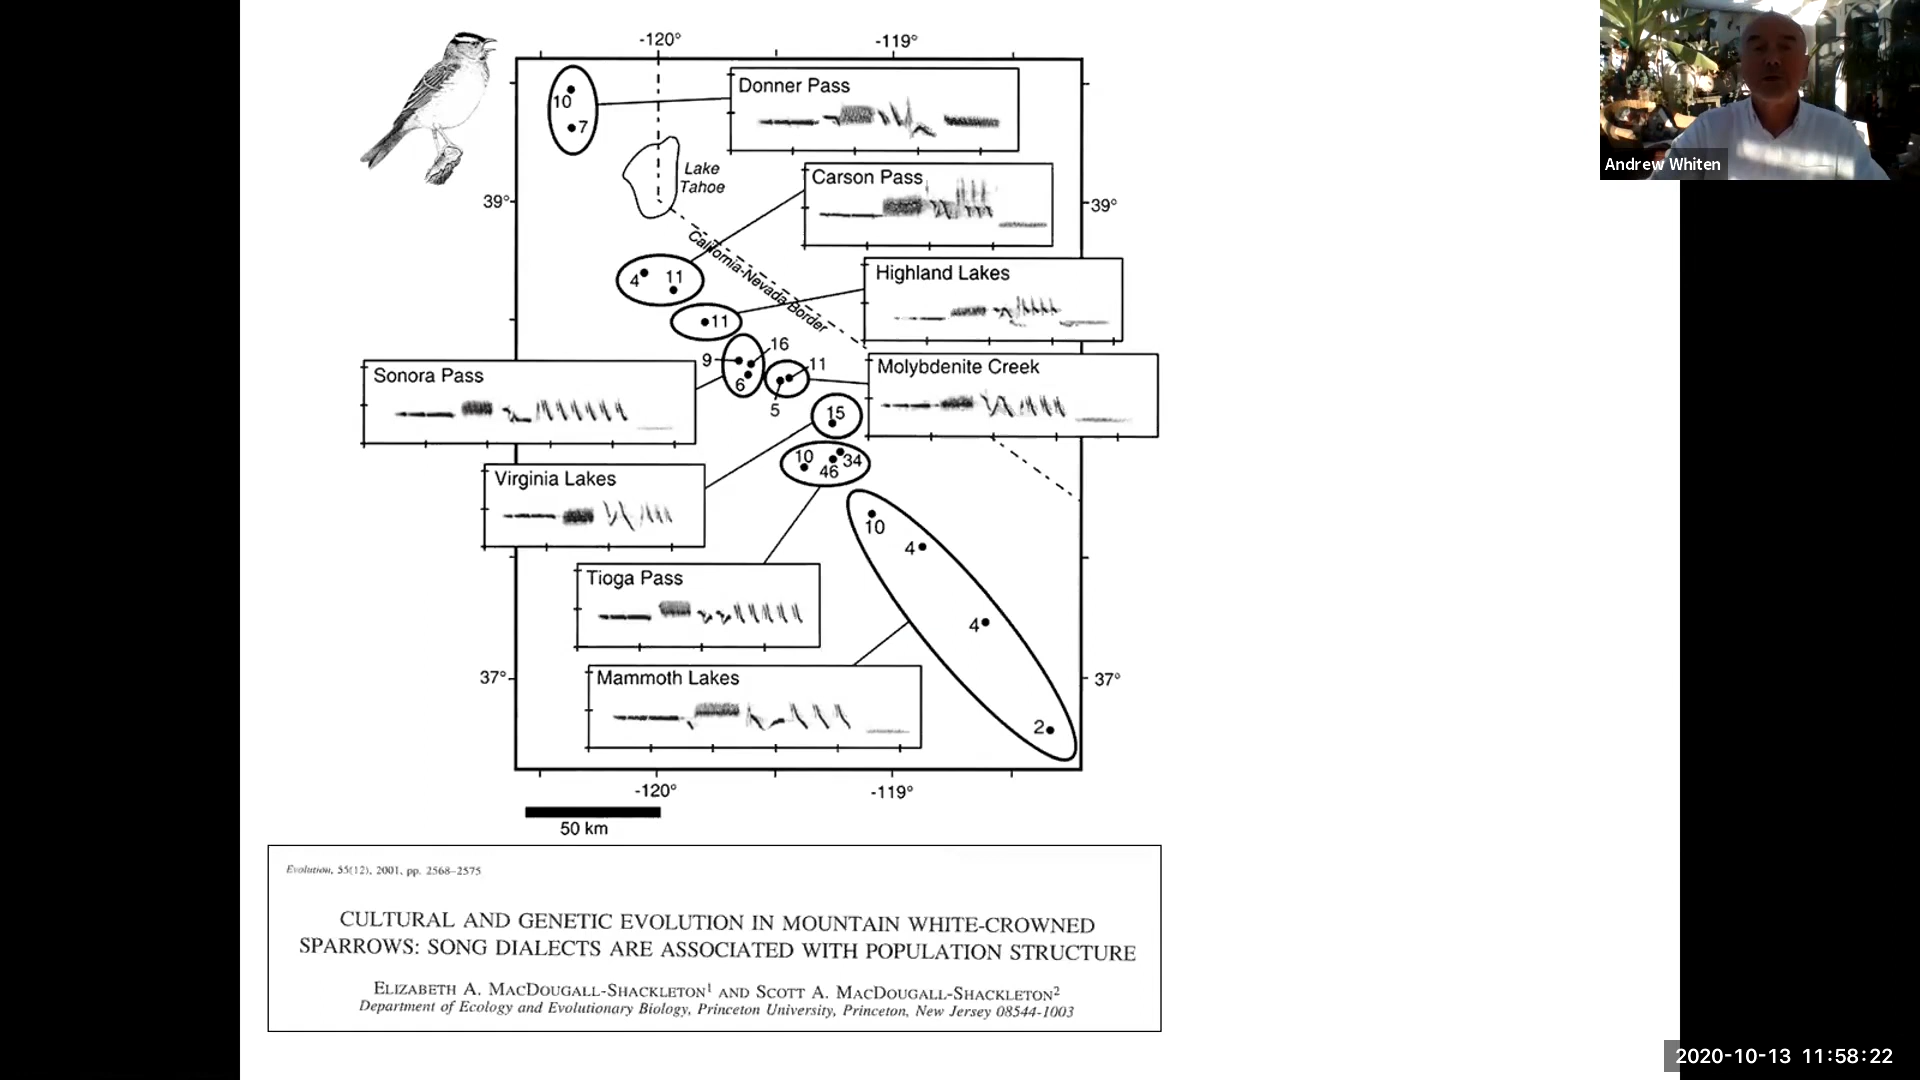 -120°
-119°
Donner Pass
10
7
Lake
Tahoe
Carson Pass
Andrew Whiten
39°
39°
California-Nevada Border
Highland Lakes
4
11
11
16
9
6
11
5
Sonora Pass
Molybdenite Creek
15
10
46
34
Virginia Lakes
10
4
Tioga Pass
4
Mammoth Lakes
37°
37°
2
-120°
-119°
50 km
Evolution, 55(12), 2001, pp. 2568–2575
CULTURAL AND GENETIC EVOLUTION IN MOUNTAIN WHITE-CROWNED
SPARROWS: SONG DIALECTS ARE ASSOCIATED WITH POPULATION STRUCTURE
ELIZABETH A. MACDOUGALL-SHACKLETON¹ AND SCOTT A. MACDOUGALL-SHACKLETON²
Department of Ecology and Evolutionary Biology, Princeton University, Princeton, New Jersey 08544-1003
2020-10-13 11:58:22